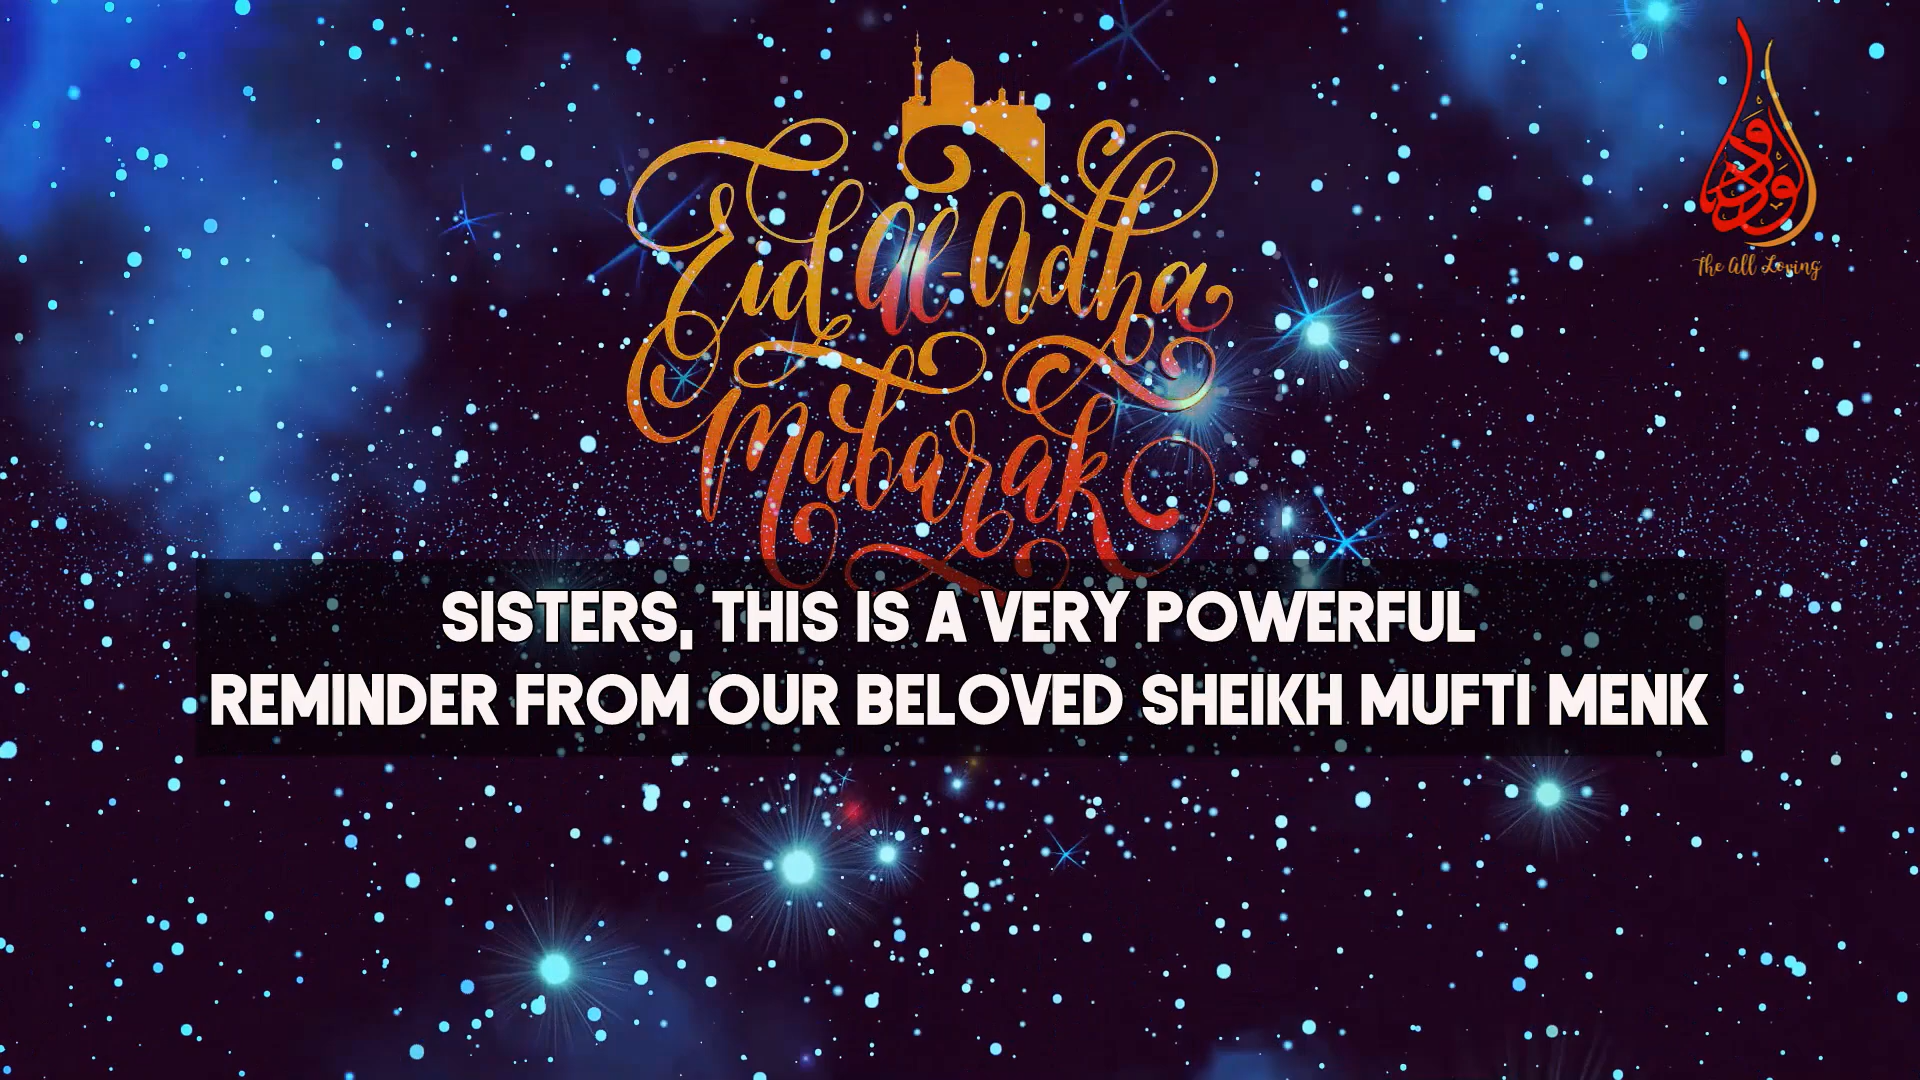 Eid al-Adha
Mubarak
الودود
The All Loving
SISTERS, THIS IS A VERY POWERFUL
REMINDER FROM OUR BELOVED SHEIKH MUFTI MENK